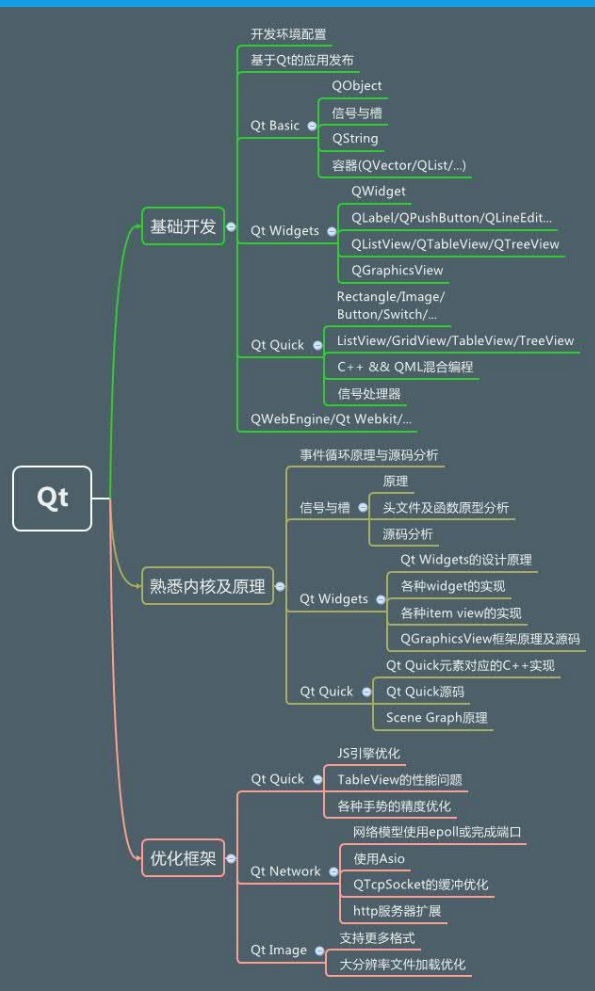 Qt
基础开发
开发环境配置
基于Qt的应用发布
Qt Basic
QObject
信号与槽
QString
容器(QVector/QList/...)
Qt Widgets
QWidget
QLabel/QPushButton/QLineEdit...
QListView/QTableView/QTreeView
QGraphicsView
Qt Quick
Rectangle/Image/
Button/Switch/...
ListView/GridView/TableView/TreeView
C++ && QML混合编程
信号处理器
QWebEngine/Qt Webkit/...
熟悉内核及原理
事件循环原理与源码分析
信号与槽
原理
头文件及函数原型分析
源码分析
Qt Widgets
Qt Widgets的设计原理
各种widget的实现
各种item view的实现
QGraphicsView框架原理及源码
Qt Quick
Qt Quick元素对应的C++实现
Qt Quick源码
Scene Graph原理
优化框架
Qt Quick
JS引擎优化
TableView的性能问题
各种手势的精度优化
Qt Network
网络模型使用epoll或完成端口
使用Asio
QTcpSocket的缓冲优化
http服务器扩展
Qt Image
支持更多格式
大分辨率文件加载优化